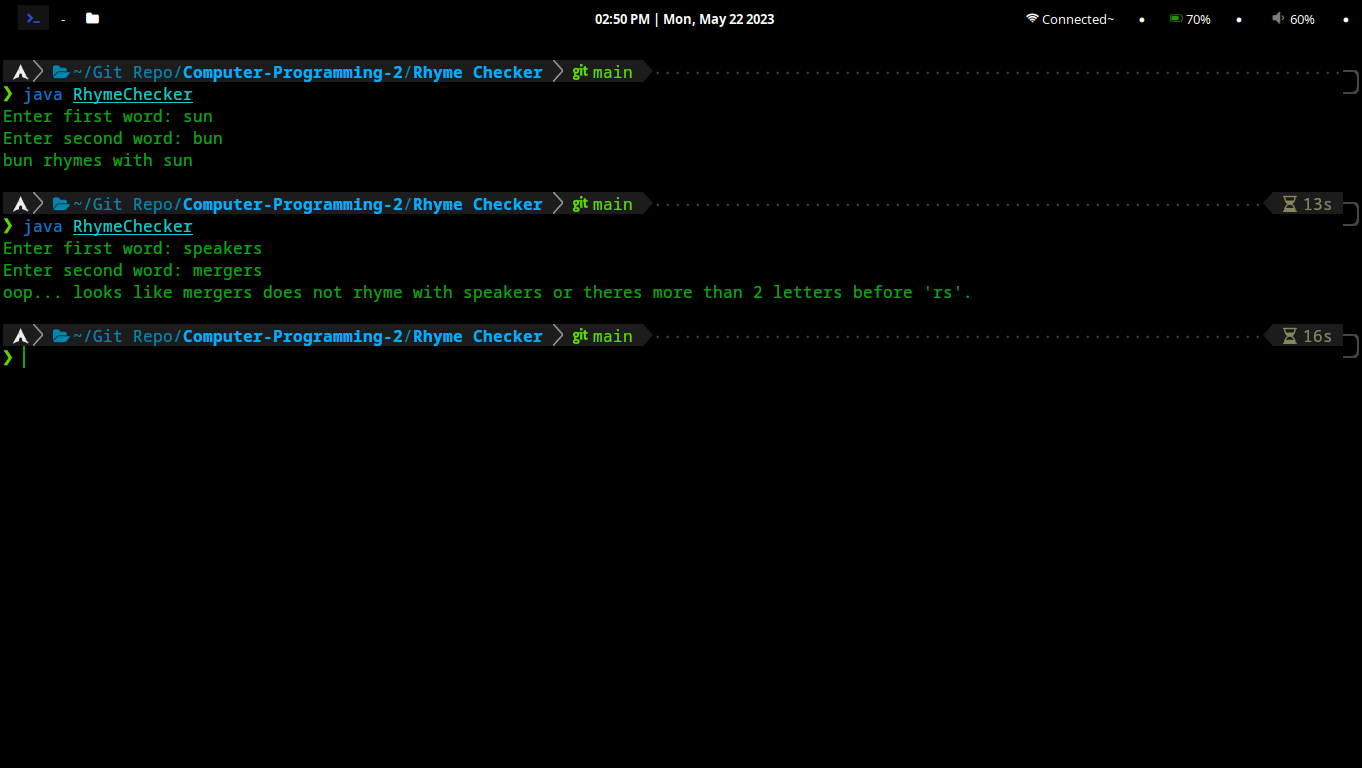 >_ - 02:50 PM | Mon, May 22 2023 Connected~ • 70% • 60% •
~/Git Repo/Computer-Programming-2/Rhyme Checker git main
❯ java RhymeChecker
Enter first word: sun
Enter second word: bun
bun rhymes with sun
~/Git Repo/Computer-Programming-2/Rhyme Checker git main 13s
❯ java RhymeChecker
Enter first word: speakers
Enter second word: mergers
oop... looks like mergers does not rhyme with speakers or theres more than 2 letters before 'rs'.
~/Git Repo/Computer-Programming-2/Rhyme Checker git main 16s
❯